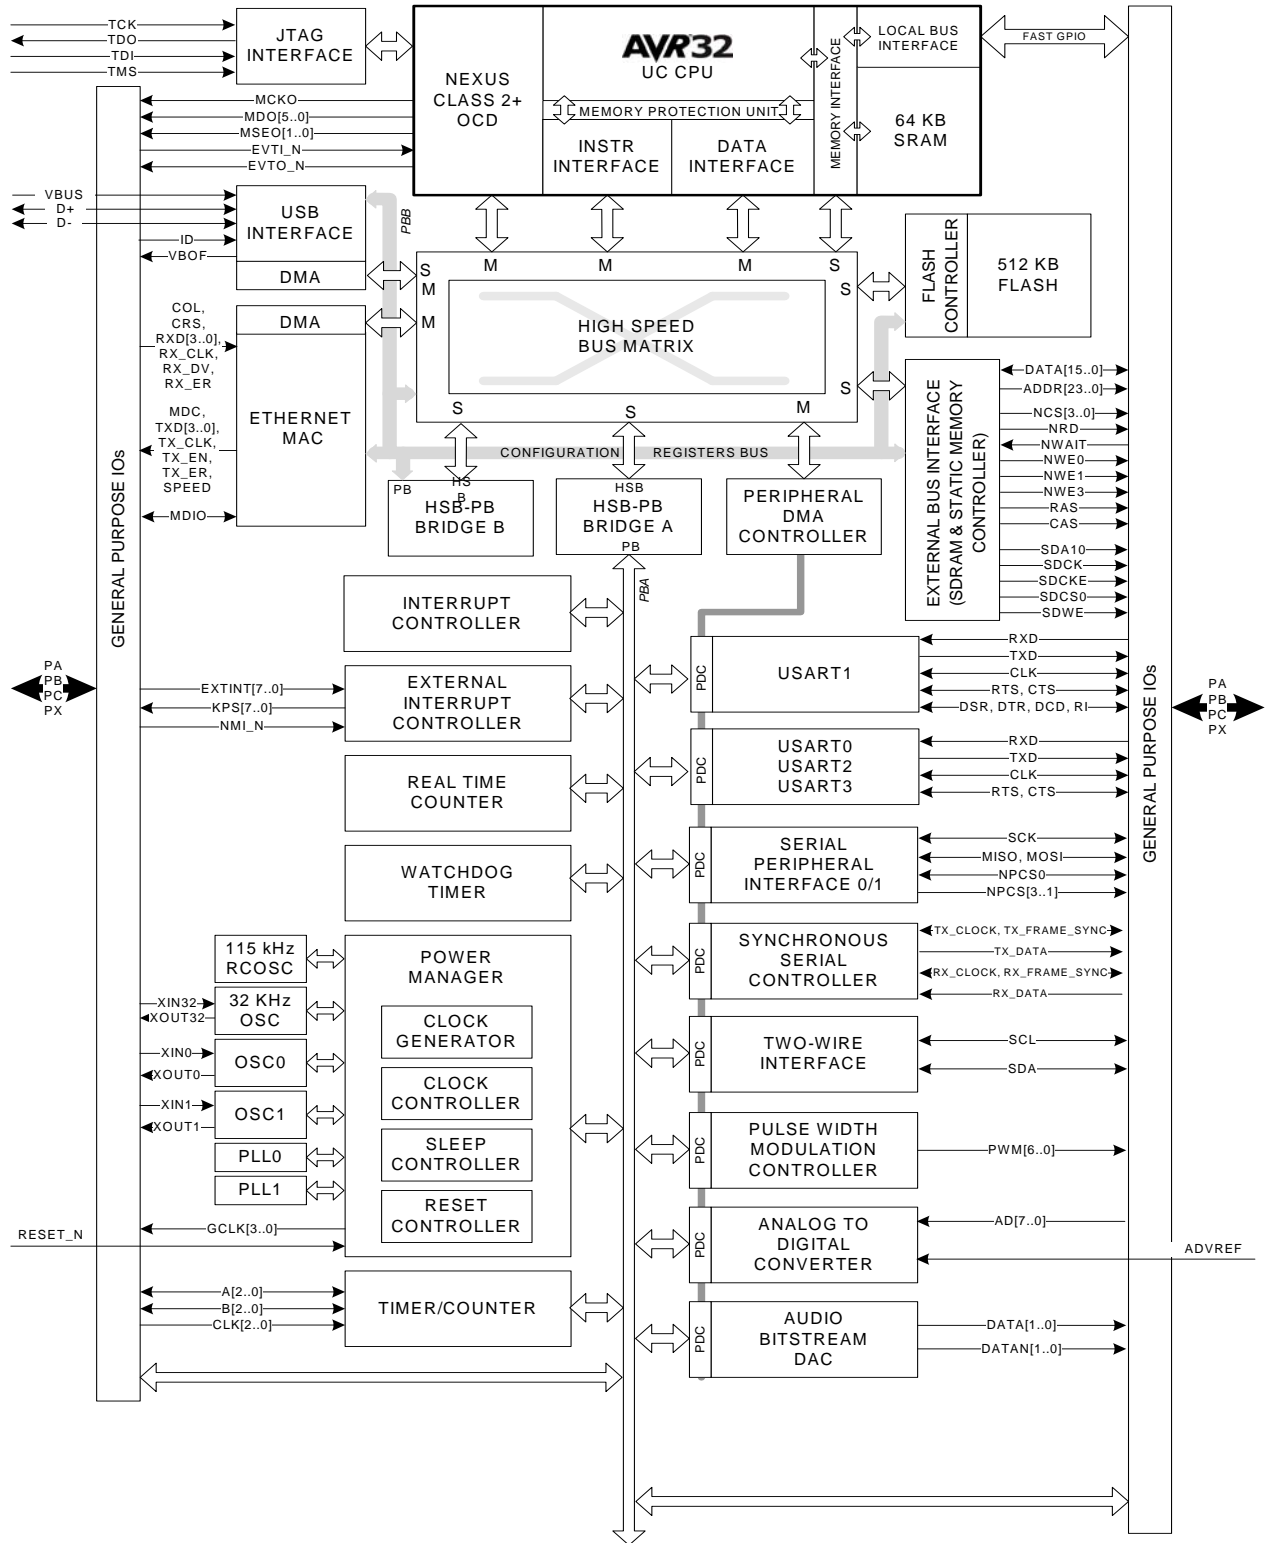 TCK
TDO
TDI
TMS
JTAG
INTERFACE
MCKO
MDO[5..0]
MSEO[1..0]
EVTI_N
EVTO_N
NEXUS
CLASS 2+
OCD
AVR32
UC CPU
MEMORY PROTECTION UNIT
INSTR
INTERFACE
DATA
INTERFACE
MEMORY INTERFACE
LOCAL BUS
INTERFACE
64 KB
SRAM
FAST GPIO
VBUS
D+
D-
ID
VBOF
USB
INTERFACE
DMA
PBB
S
M
M
M
M
M
S
S
S
S
S
M
HIGH SPEED
BUS MATRIX
FLASH
CONTROLLER
512 KB
FLASH
COL,
CRS,
RXD[3..0],
RX_CLK,
RX_DV,
RX_ER
MDC,
TXD[3..0],
TX_CLK,
TX_EN,
TX_ER,
SPEED
MDIO
DMA
ETHERNET
MAC
CONFIGURATION REGISTERS BUS
PB
HSB
HSB-PB
BRIDGE B
HSB
HSB-PB
BRIDGE A
PB
PBA
PERIPHERAL
DMA
CONTROLLER
EXTERNAL BUS INTERFACE
(SDRAM & STATIC MEMORY
CONTROLLER)
DATA[15..0]
ADDR[23..0]
NCS[3..0]
NRD
NWAIT
NWE0
NWE1
NWE3
RAS
CAS
SDA10
SDCK
SDCKE
SDCS0
SDWE
GENERAL PURPOSE IOs
GENERAL PURPOSE IOs
PA
PB
PC
PX
PA
PB
PC
PX
INTERRUPT
CONTROLLER
EXTINT[7..0]
KPS[7..0]
NMI_N
EXTERNAL
INTERRUPT
CONTROLLER
REAL TIME
COUNTER
WATCHDOG
TIMER
115 kHz
RCOSC
XIN32
XOUT32
32 KHz
OSC
XIN0
XOUT0
OSC0
XIN1
XOUT1
OSC1
PLL0
PLL1
GCLK[3..0]
RESET_N
POWER
MANAGER
CLOCK
GENERATOR
CLOCK
CONTROLLER
SLEEP
CONTROLLER
RESET
CONTROLLER
A[2..0]
B[2..0]
CLK[2..0]
TIMER/COUNTER
PDC
USART1
RXD
TXD
CLK
RTS, CTS
DSR, DTR, DCD, RI
PDC
USART0
USART2
USART3
RXD
TXD
CLK
RTS, CTS
PDC
SERIAL
PERIPHERAL
INTERFACE 0/1
SCK
MISO, MOSI
NPCS0
NPCS[3..1]
PDC
SYNCHRONOUS
SERIAL
CONTROLLER
TX_CLOCK, TX_FRAME_SYNC
TX_DATA
RX_CLOCK, RX_FRAME_SYNC
RX_DATA
PDC
TWO-WIRE
INTERFACE
SCL
SDA
PDC
PULSE WIDTH
MODULATION
CONTROLLER
PWM[6..0]
PDC
ANALOG TO
DIGITAL
CONVERTER
AD[7..0]
ADVREF
PDC
AUDIO
BITSTREAM
DAC
DATA[1..0]
DATAN[1..0]